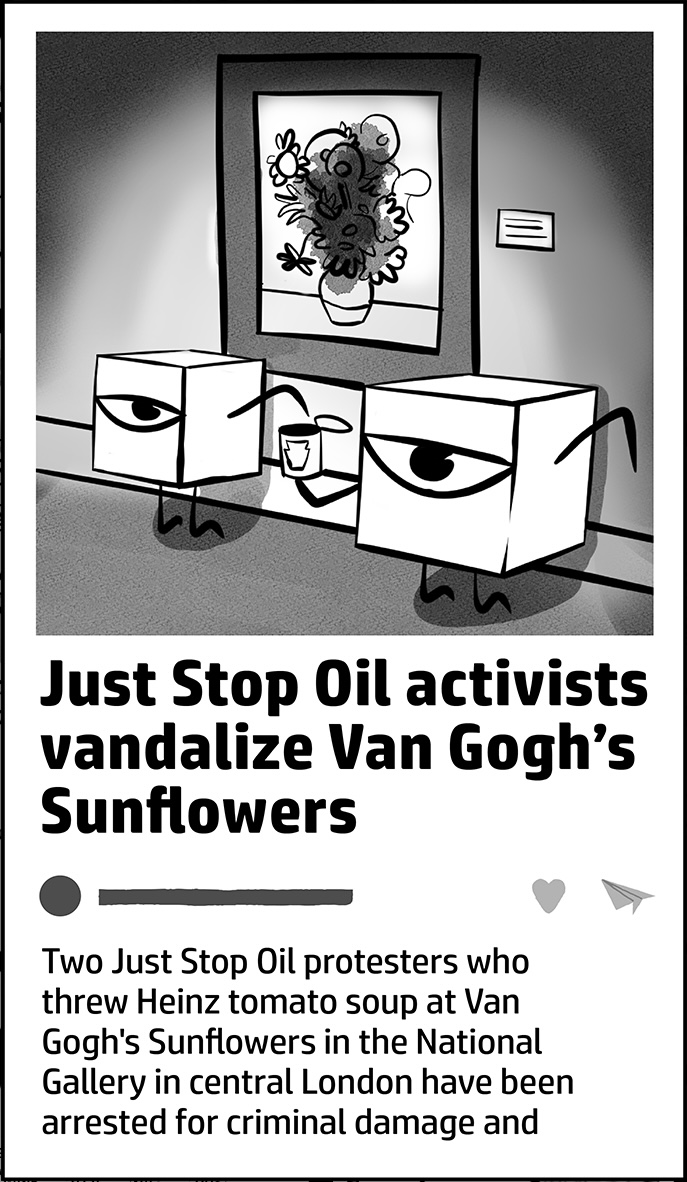 Just Stop Oil activists
vandalize Van Gogh’s
Sunflowers
Two Just Stop Oil protesters who
threw Heinz tomato soup at Van
Gogh's Sunflowers in the National
Gallery in central London have been
arrested for criminal damage and